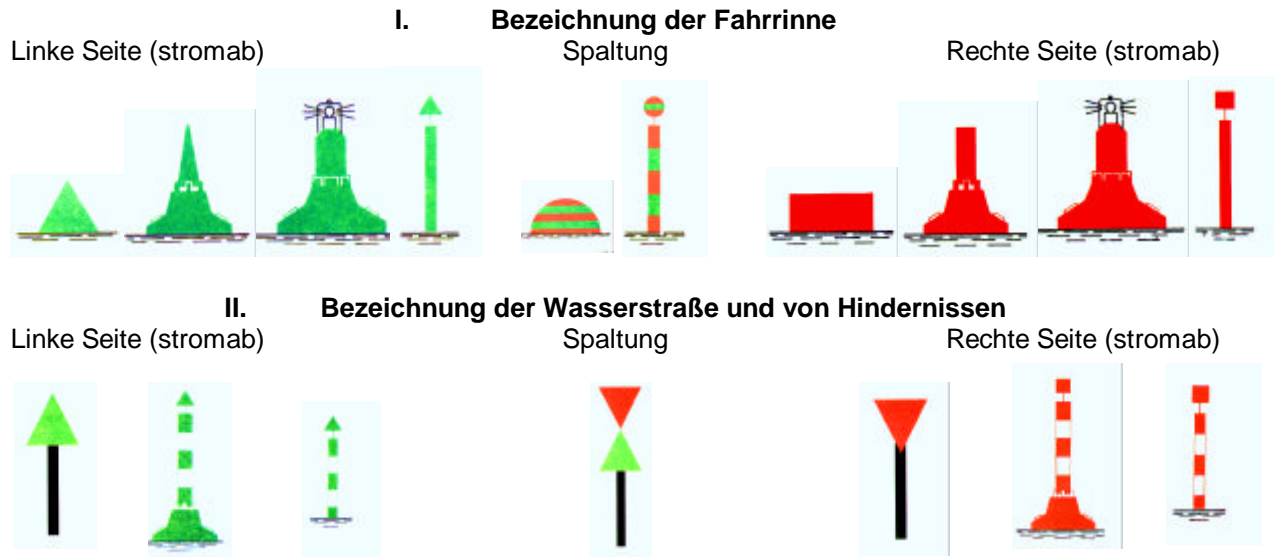 I. Bezeichnung der Fahrrinne
Linke Seite (stromab) Spaltung Rechte Seite (stromab)
II. Bezeichnung der Wasserstraße und von Hindernissen
Linke Seite (stromab) Spaltung Rechte Seite (stromab)